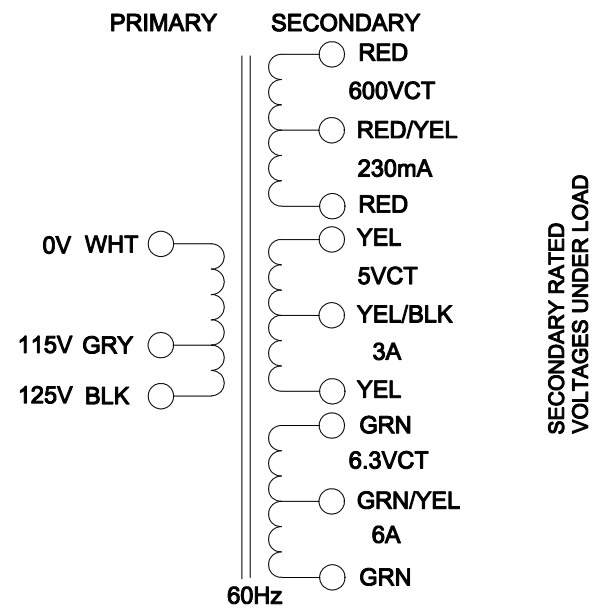 PRIMARY
SECONDARY
RED
600VCT
RED/YEL
230mA
RED
0V WHT
115V GRY
125V BLK
YEL
5VCT
YEL/BLK
3A
YEL
GRN
6.3VCT
GRN/YEL
6A
GRN
60Hz
SECONDARY RATED
VOLTAGES UNDER LOAD